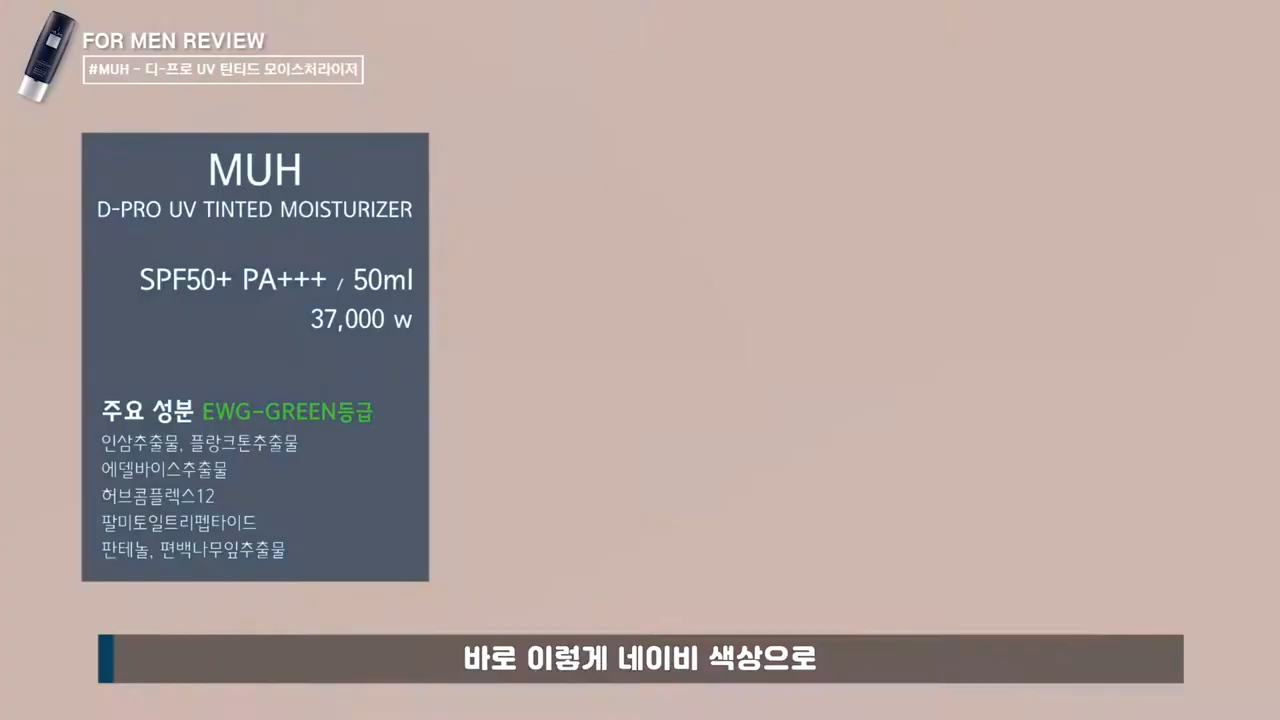 FOR MEN REVIEW
#MUH - 디-프로 UV 틴티드 모이스처라이저
MUH
D-PRO UV TINTED MOISTURIZER
SPF50+ PA+++ / 50ml
37,000 w
주요 성분 EWG-GREEN등급
인삼추출물, 플랑크톤추출물
에델바이스추출물
허브콤플렉스12
팔미토일트리펩타이드
판테놀, 편백나무잎추출물
바로 이렇게 네이비 색상으로